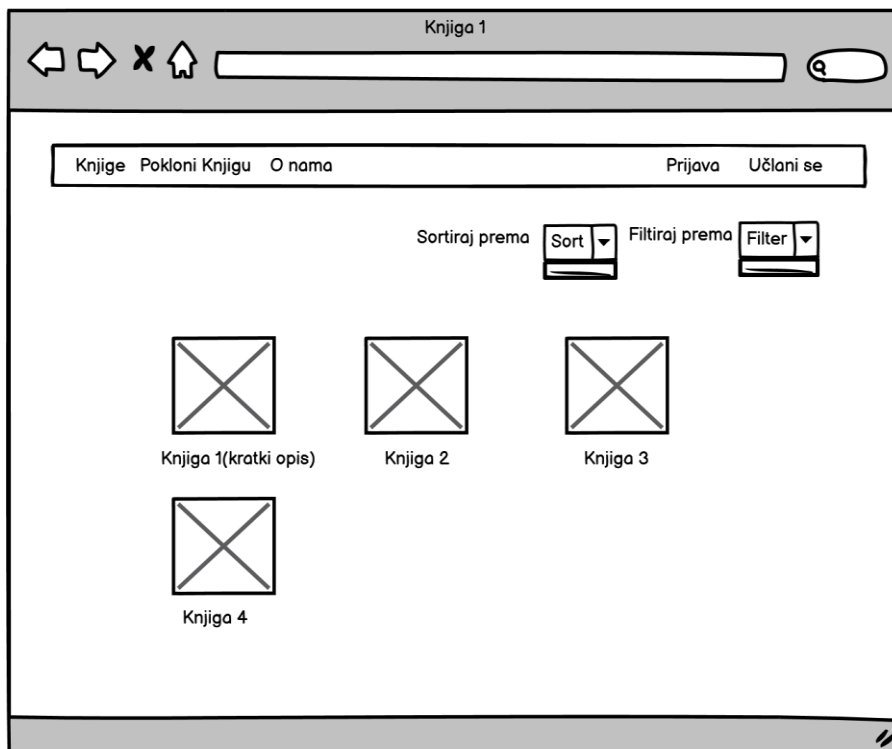 Knjiga 1
Knjige Pokloni Knjigu O nama Prijava Učlani se
Sortiraj prema Sort Filtiraj prema Filter
Knjiga 1(kratki opis) Knjiga 2 Knjiga 3
Knjiga 4